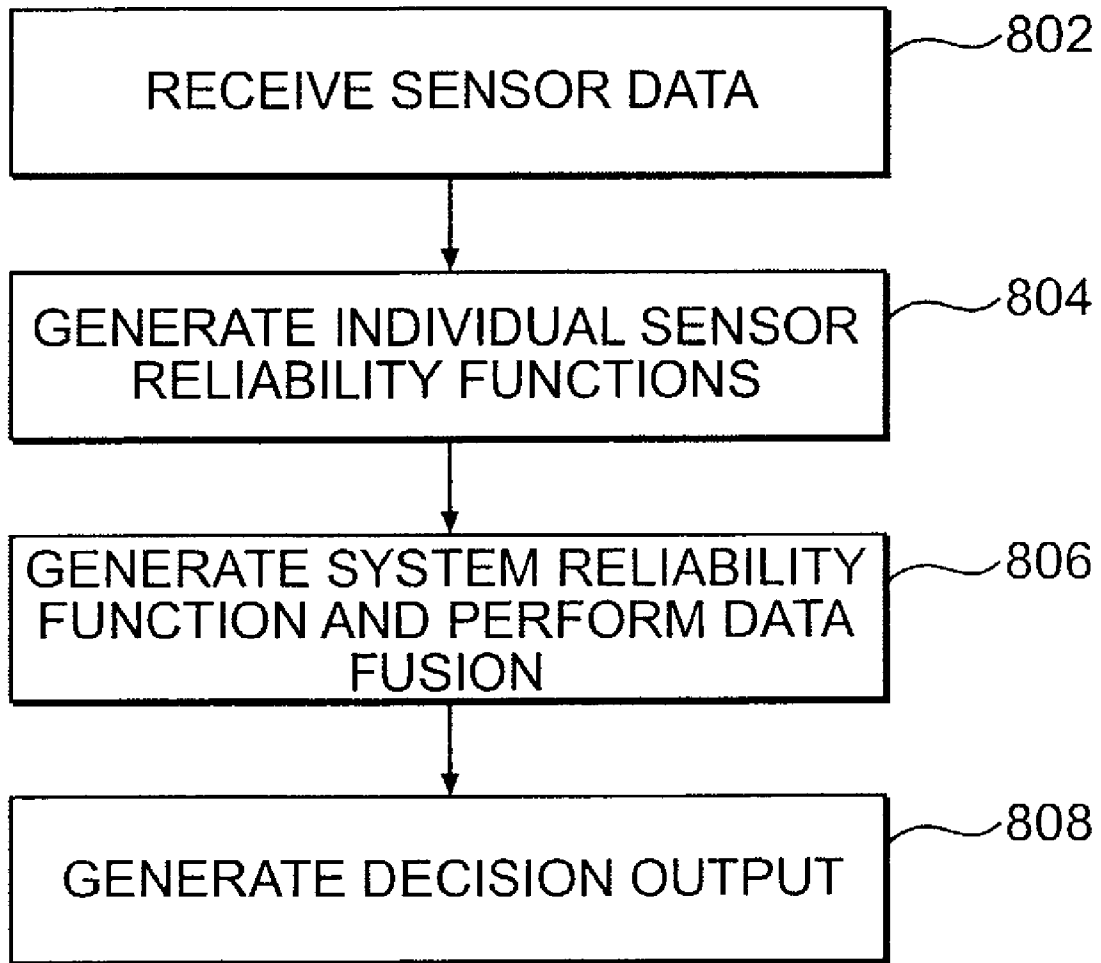 RECEIVE SENSOR DATA
802
GENERATE INDIVIDUAL SENSOR
RELIABILITY FUNCTIONS
804
GENERATE SYSTEM RELIABILITY
FUNCTION AND PERFORM DATA
FUSION
806
GENERATE DECISION OUTPUT
808